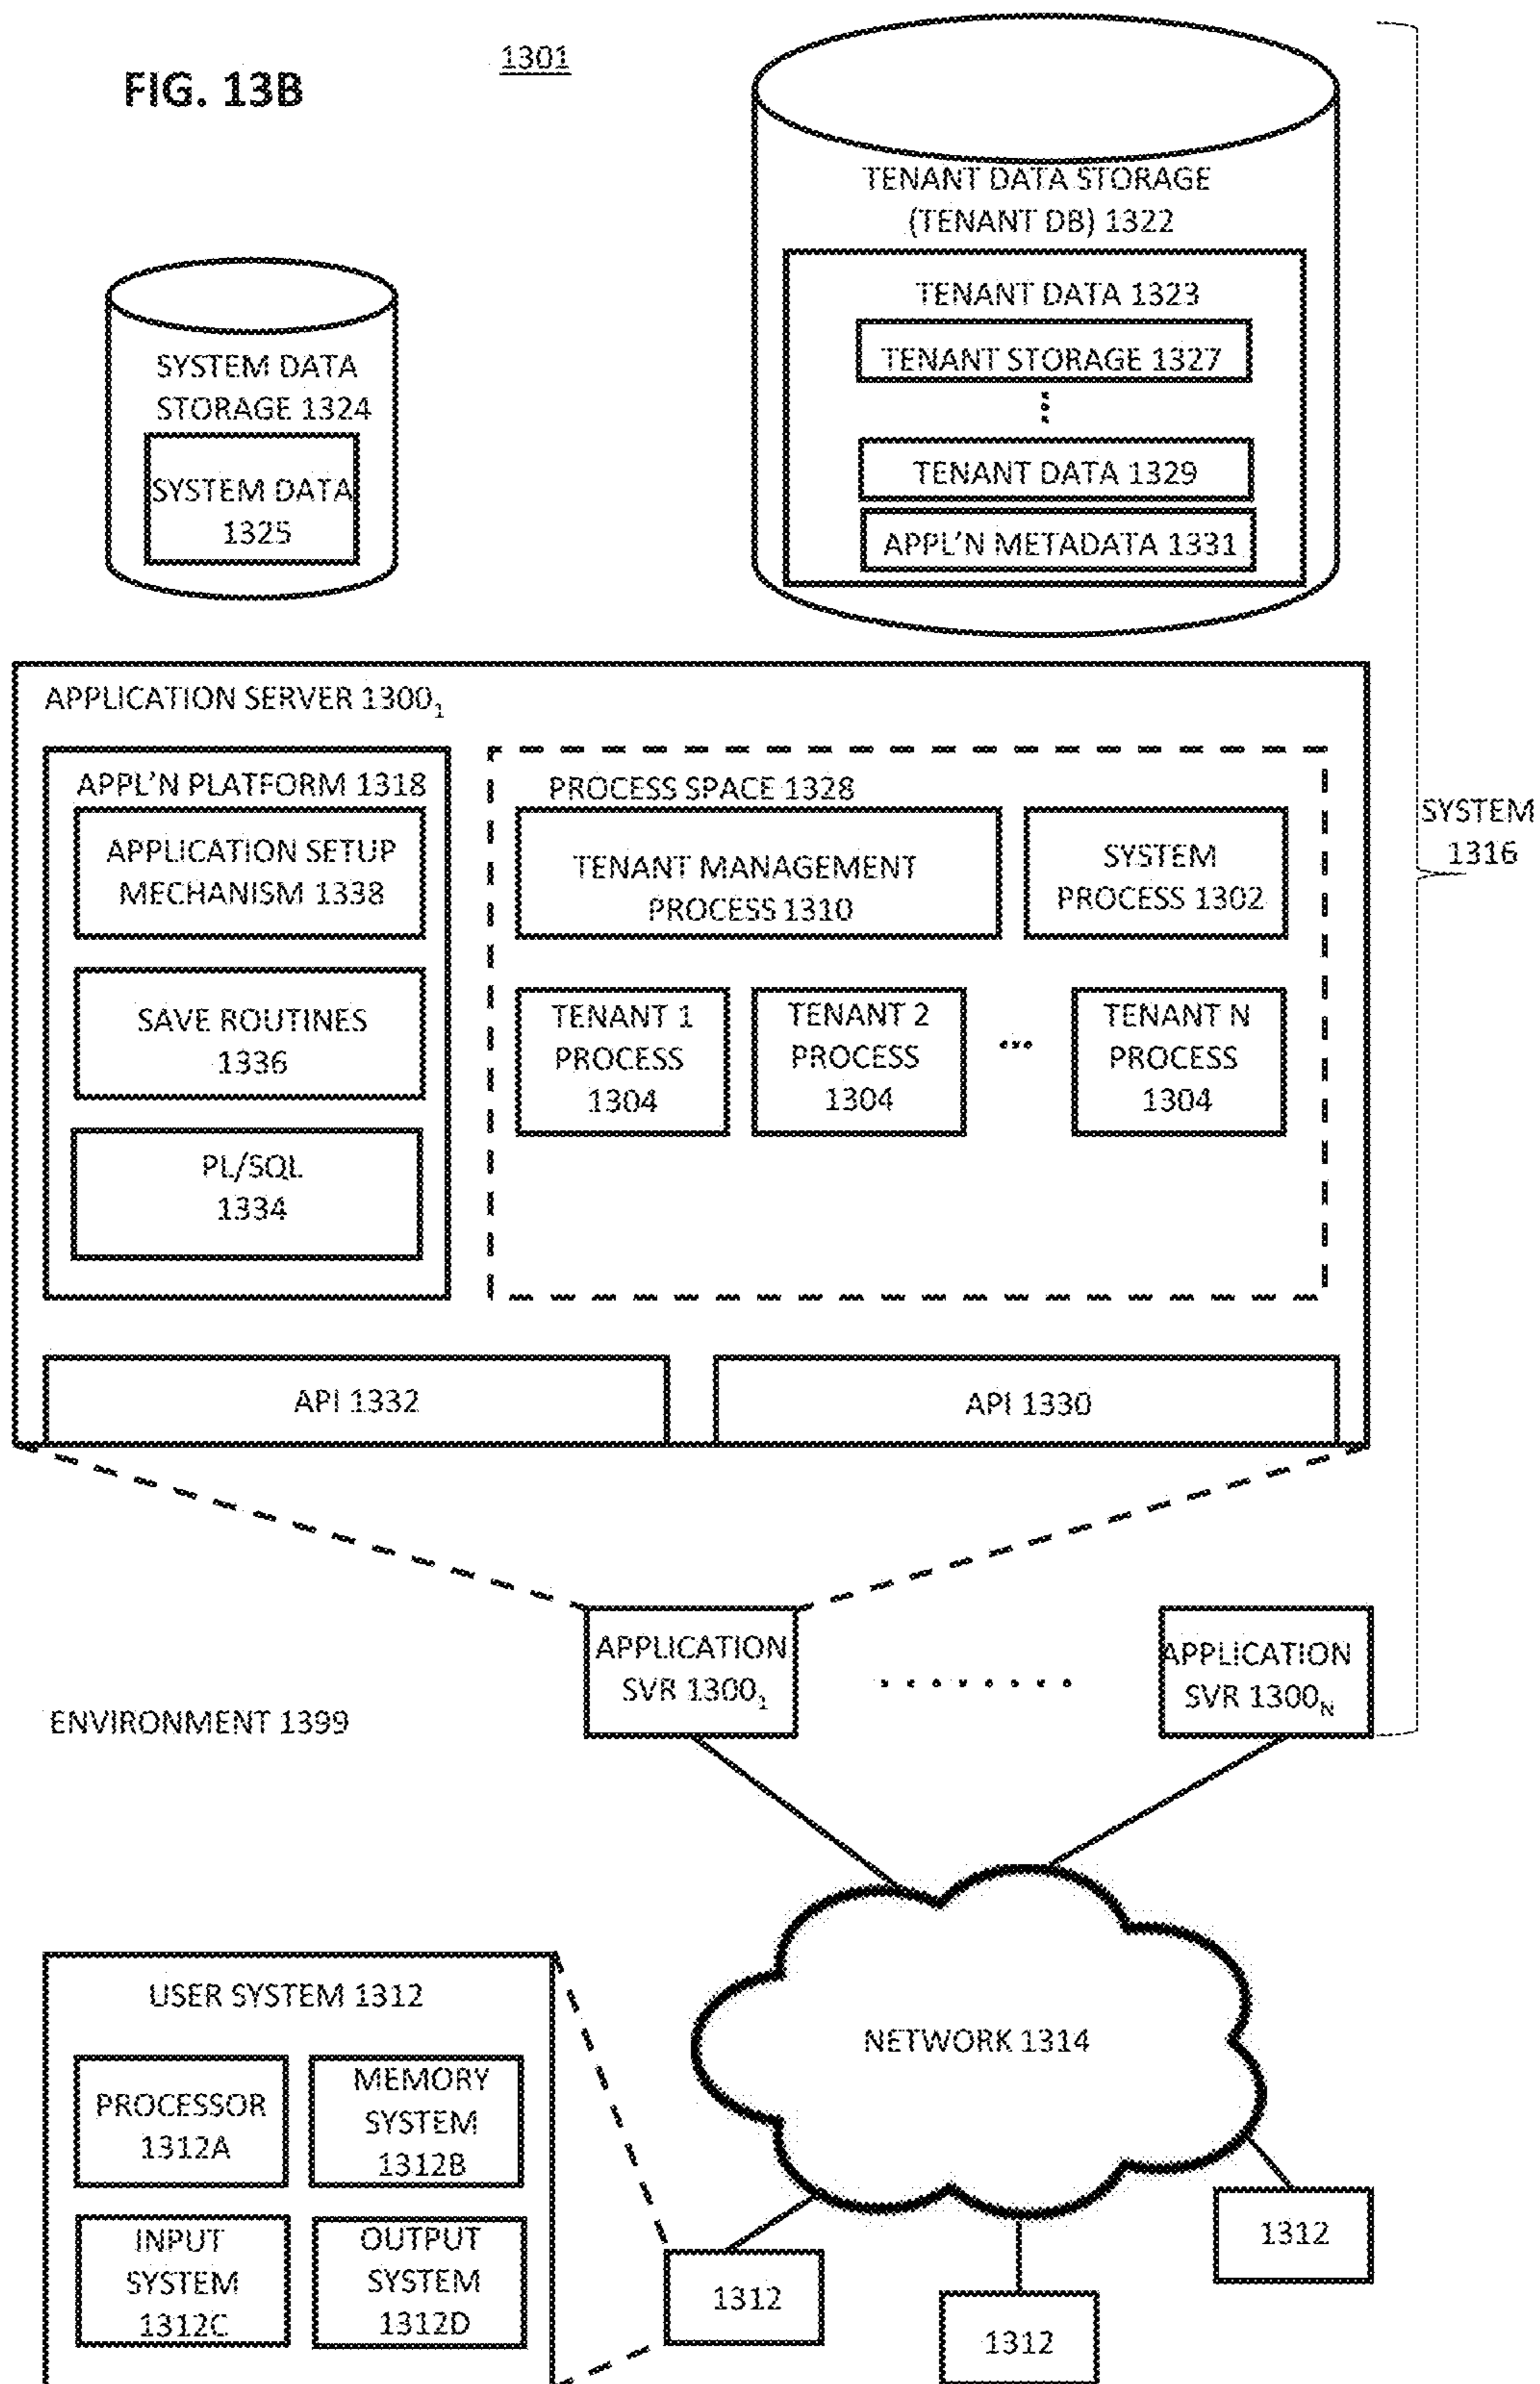 FIG. 13B
1301
TENANT DATA STORAGE
(TENANT DB) 1322
TENANT DATA 1323
TENANT STORAGE 1327
TENANT DATA 1329
APPL'N METADATA 1331
SYSTEM DATA
STORAGE 1324
SYSTEM DATA
1325
SYSTEM
1316
APPLICATION SERVER 1300₁
APPL'N PLATFORM 1318
APPLICATION SETUP
MECHANISM 1338
SAVE ROUTINES
1336
PL/SQL
1334
PROCESS SPACE 1328
TENANT MANAGEMENT
PROCESS 1310
SYSTEM
PROCESS 1302
TENANT 1
PROCESS
1304
TENANT 2
PROCESS
1304
...
TENANT N
PROCESS
1304
API 1332
API 1330
APPLICATION
SVR 1300₁
. . . . . . . .
APPLICATION
SVR 1300N
ENVIRONMENT 1399
NETWORK 1314
USER SYSTEM 1312
PROCESSOR
1312A
MEMORY
SYSTEM
1312B
INPUT
SYSTEM
1312C
OUTPUT
SYSTEM
1312D
1312
1312
1312